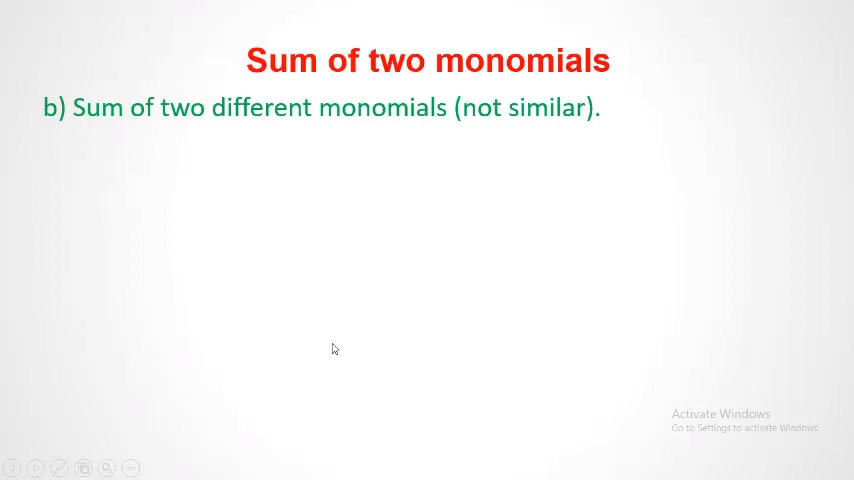 Sum of two monomials
b) Sum of two different monomials (not similar).
Activate Windows
Go to Settings to activate Windows.